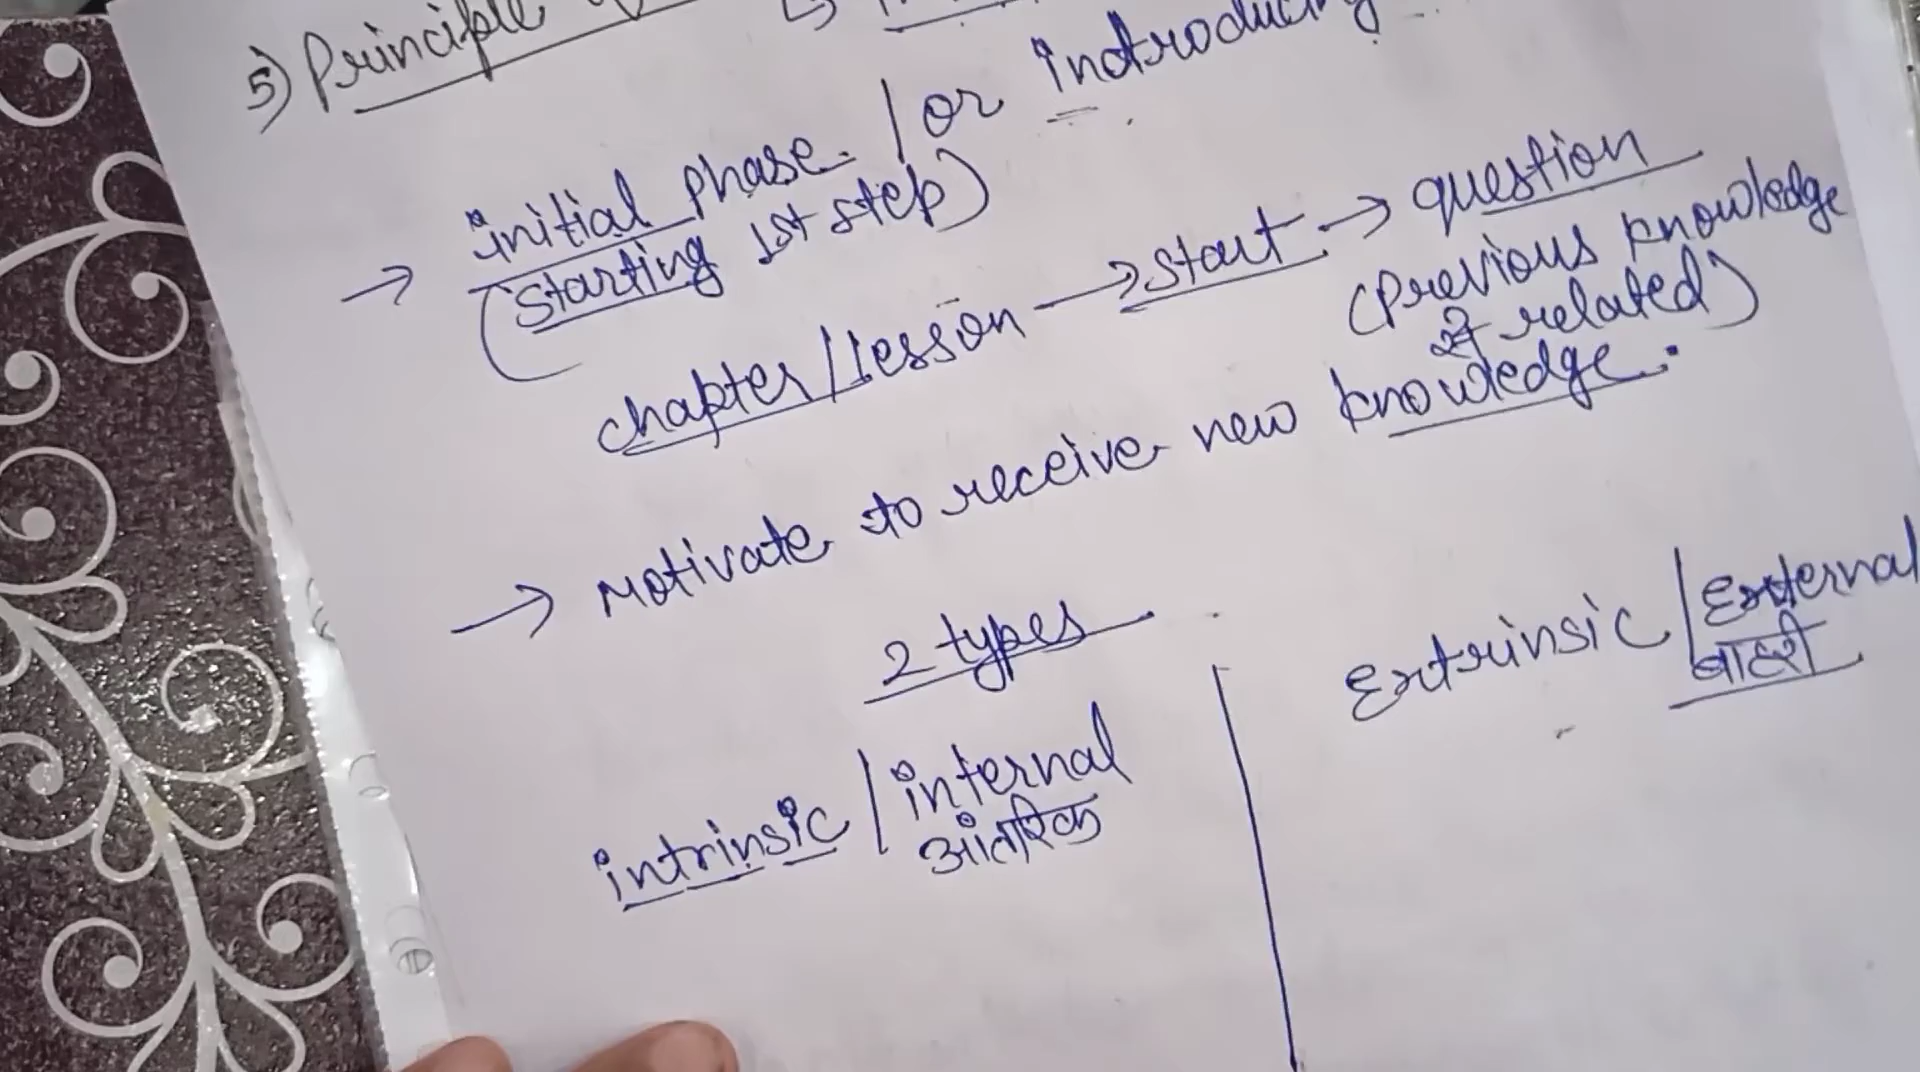 5) Principle
→ initial phase / or introducing
(starting 1st step)
chapter/lesson → start → question
(Previous knowledge
से related)
→ Motivate to receive new knowledge.
2 types
intrinsic / internal
आंतरिक
Extrinsic / External
बाहरी